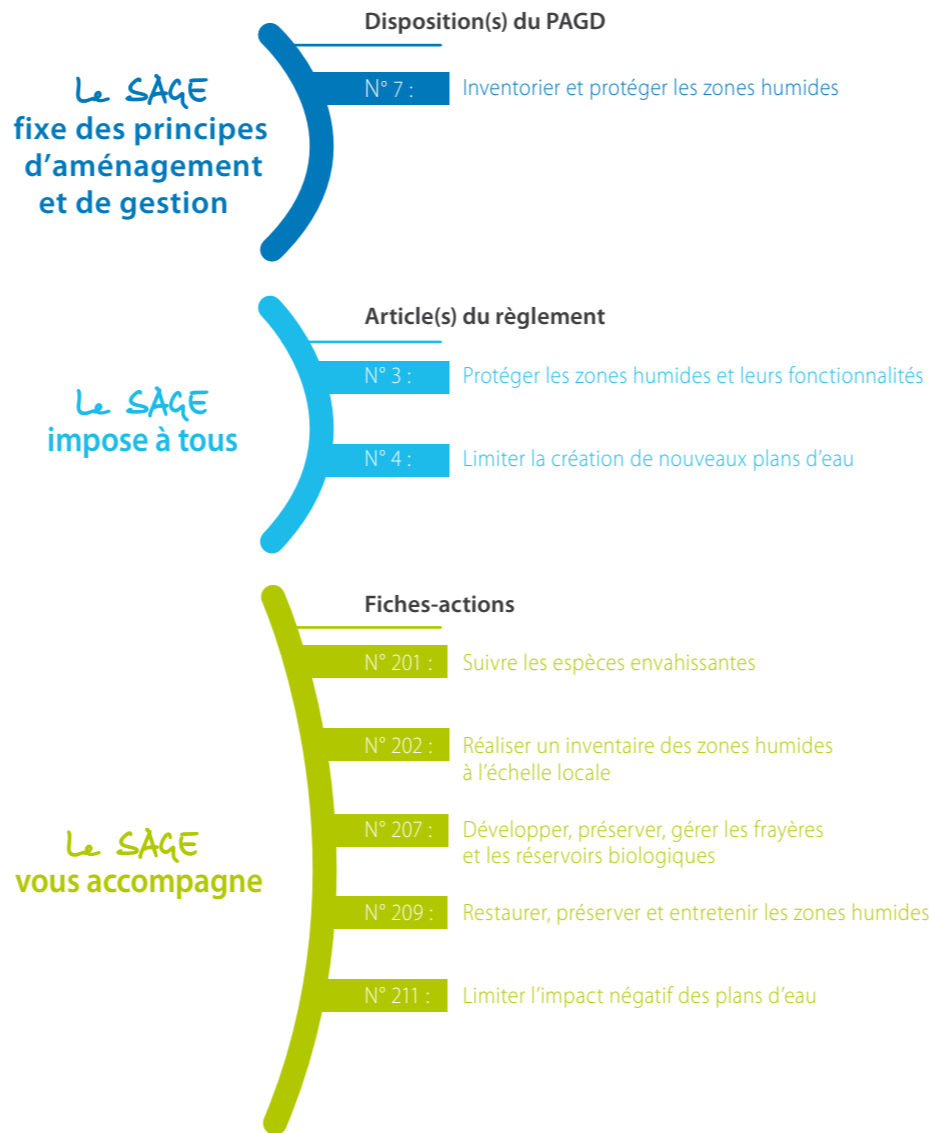 Disposition(s) du PAGD
Le SAGE
fixe des principes
d'aménagement
et de gestion
N° 7 : Inventorier et protéger les zones humides
Article(s) du règlement
Le SAGE
impose à tous
N° 3 : Protéger les zones humides et leurs fonctionnalités
N° 4 : Limiter la création de nouveaux plans d'eau
Fiches-actions
Le SAGE
vous accompagne
N° 201 : Suivre les espèces envahissantes
N° 202 : Réaliser un inventaire des zones humides
à l'échelle locale
N° 207 : Développer, préserver, gérer les frayères
et les réservoirs biologiques
N° 209 : Restaurer, préserver et entretenir les zones humides
N° 211 : Limiter l'impact négatif des plans d'eau